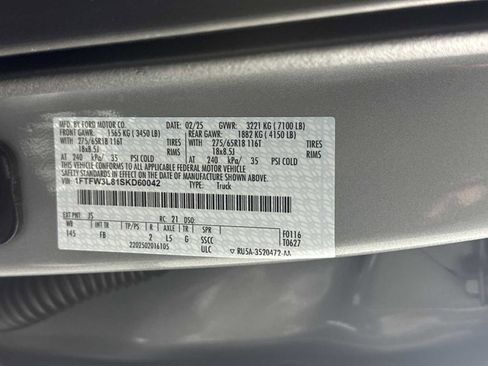 MFD. BY FORD MOTOR CO. 02/25 GVWR: 3221 KG ( 7100 LB)
FRONT GAWR: 1565 KG ( 3450 LB) REAR GAWR: 1882 KG ( 4150 LB)
WITH 275/65R18 116T TIRES WITH 275/65R18 116T TIRES
18x8.5J RIMS 18x8.5J RIMS
AT 240 kPa/ 35 PSI COLD AT 240 kPa/ 35 PSI COLD
THIS VEHICLE CONFORMS TO ALL APPLICABLE FEDERAL MOTOR VEHICLE
SAFETY STANDARDS IN EFFECT ON THE DATE OF MANUFACTURE SHOWN ABOVE.
VIN: 1FTFW3L81SKD60042
TYPE: Truck
EXT PNT: JS RC: 21 DSO:
WB INT TR TP/PS R AXLE TR SPR F0116
145 FB 2 L5 G SSCC T0627
2202502016105 ULC ▽ RU5A-3520472-AA